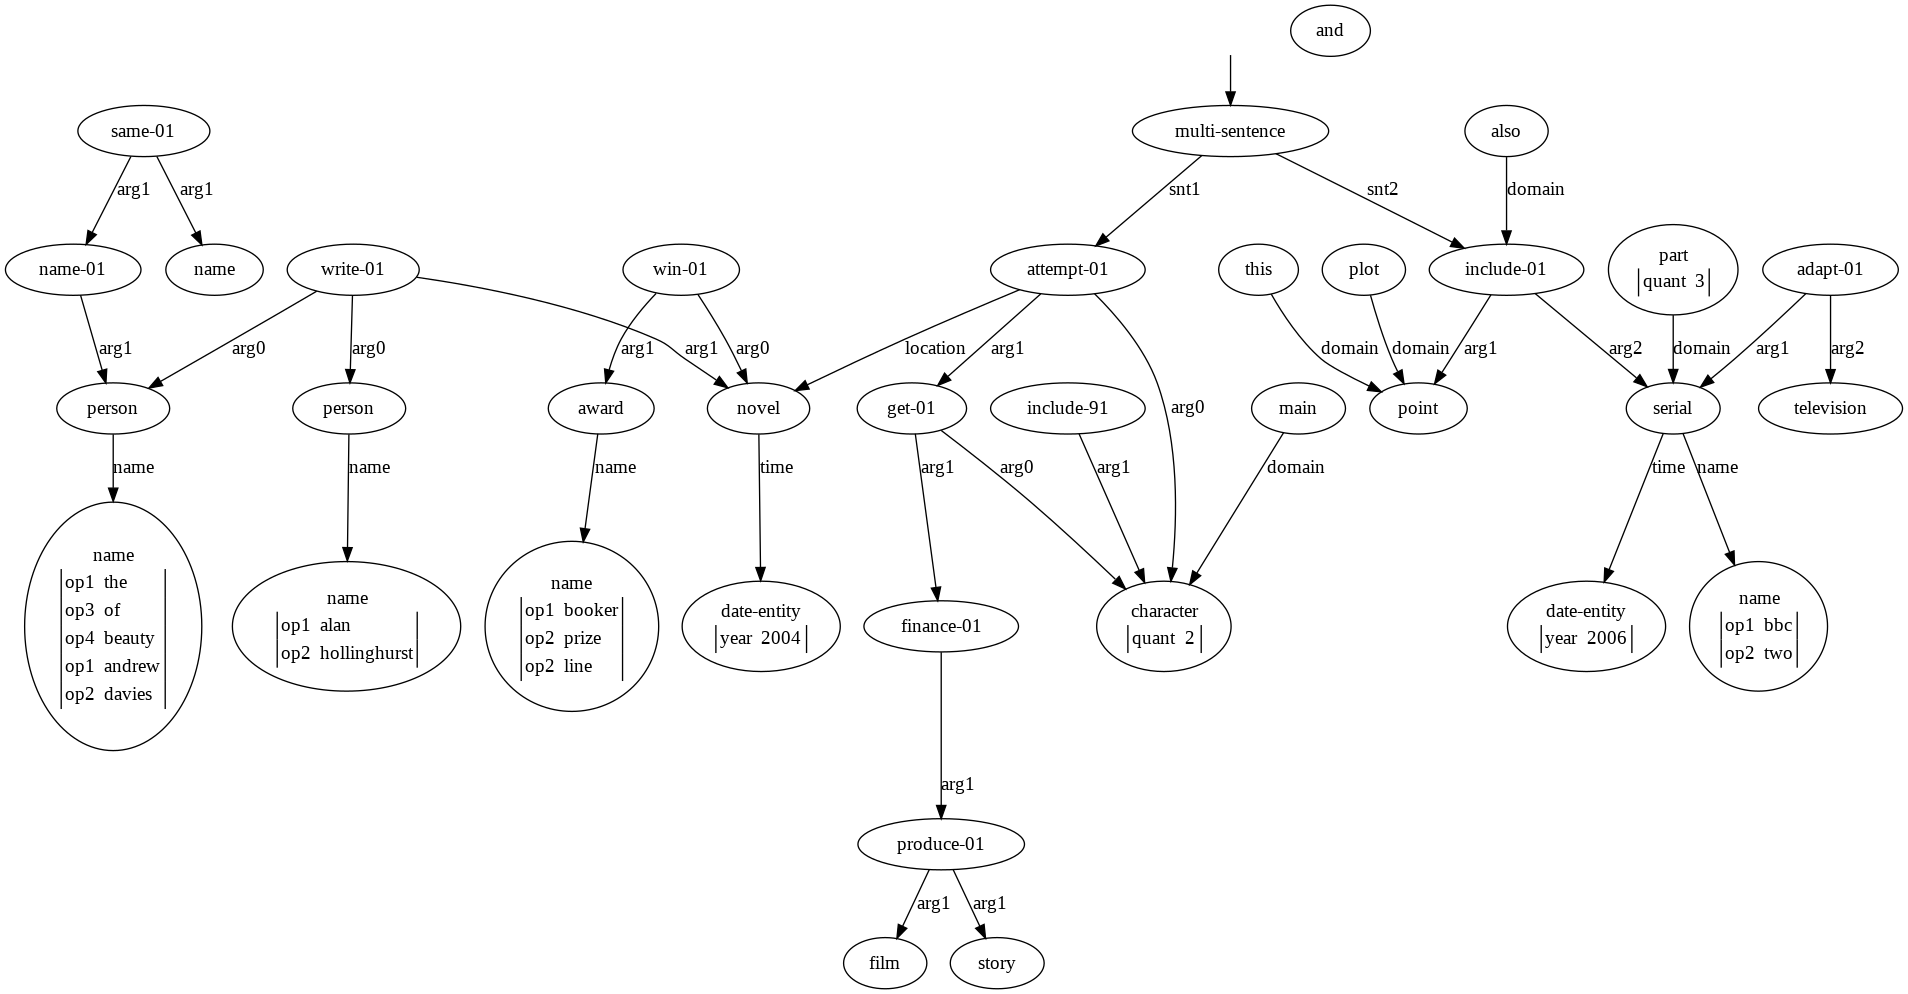 and
same-01
multi-sentence
also
arg1
arg1
snt1
snt2
domain
name-01
name
write-01
win-01
attempt-01
this
plot
include-01
part
quant 3
adapt-01
arg1
arg0
arg0
arg1
arg1
arg0
location
arg1
domain
domain
arg1
arg2
domain
arg1
arg2
person
person
award
novel
get-01
include-91
arg0
main
point
serial
television
name
name
name
time
arg1
arg0
arg1
domain
time
name
name
op1 the
op3 of
op4 beauty
op1 andrew
op2 davies
name
op1 alan
op2 hollinghurst
name
op1 booker
op2 prize
op2 line
date-entity
year 2004
finance-01
character
quant 2
date-entity
year 2006
name
op1 bbc
op2 two
arg1
produce-01
arg1
arg1
film
story